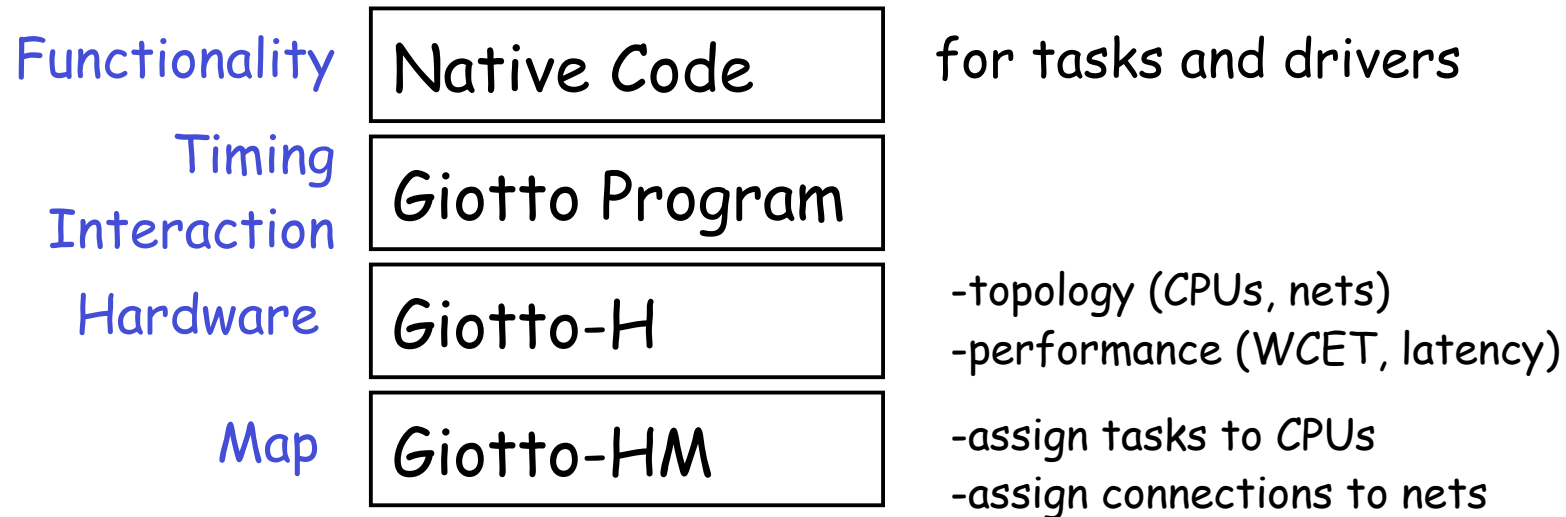 Functionality Native Code for tasks and drivers
Timing
Interaction Giotto Program
Hardware Giotto-H -topology (CPUs, nets)
-performance (WCET, latency)
Map Giotto-HM -assign tasks to CPUs
-assign connections to nets